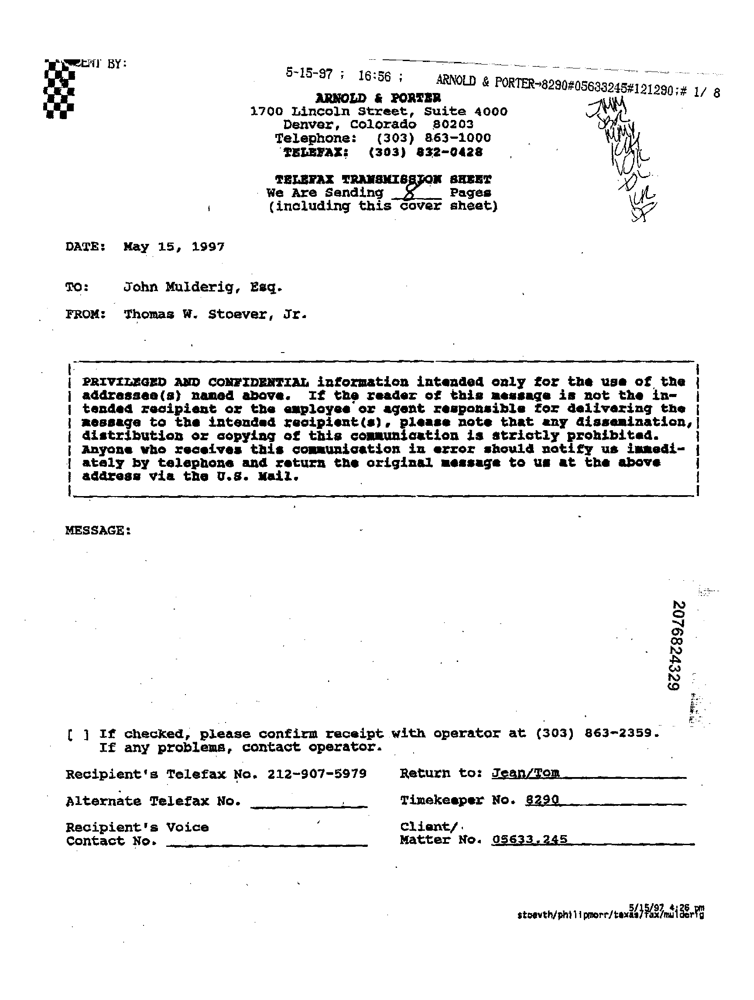 SENT BY:
5-15-97 ; 16:56 ; ARNOLD & PORTER→8290#05633245#121290;# 1/ 8
ARNOLD & PORTER
1700 Lincoln Street, Suite 4000
Denver, Colorado 80203
Telephone: (303) 863-1000
TELEFAX: (303) 832-0428
TELEFAX TRANSMISSION SHEET
We Are Sending 8 Pages
(including this cover sheet)
DATE: May 15, 1997
TO: John Mulderig, Esq.
FROM: Thomas W. Stoever, Jr.
PRIVILEGED AND CONFIDENTIAL information intended only for the use of the
addressee(s) named above. If the reader of this message is not the in-
tended recipient or the employee or agent responsible for delivering the
message to the intended recipient(s), please note that any dissemination,
distribution or copying of this communication is strictly prohibited.
Anyone who receives this communication in error should notify us immedi-
ately by telephone and return the original message to us at the above
address via the U.S. Mail.
MESSAGE:
2076824329
[ ] If checked, please confirm receipt with operator at (303) 863-2359.
If any problems, contact operator.
Recipient's Telefax No. 212-907-5979 Return to: Jean/Tom
Alternate Telefax No. Timekeeper No. 8290
Recipient's Voice Client/
Contact No. Matter No. 05633.245
5/15/97 4:26 pm
stoevth/philipmorr/texas/fax/mulderig